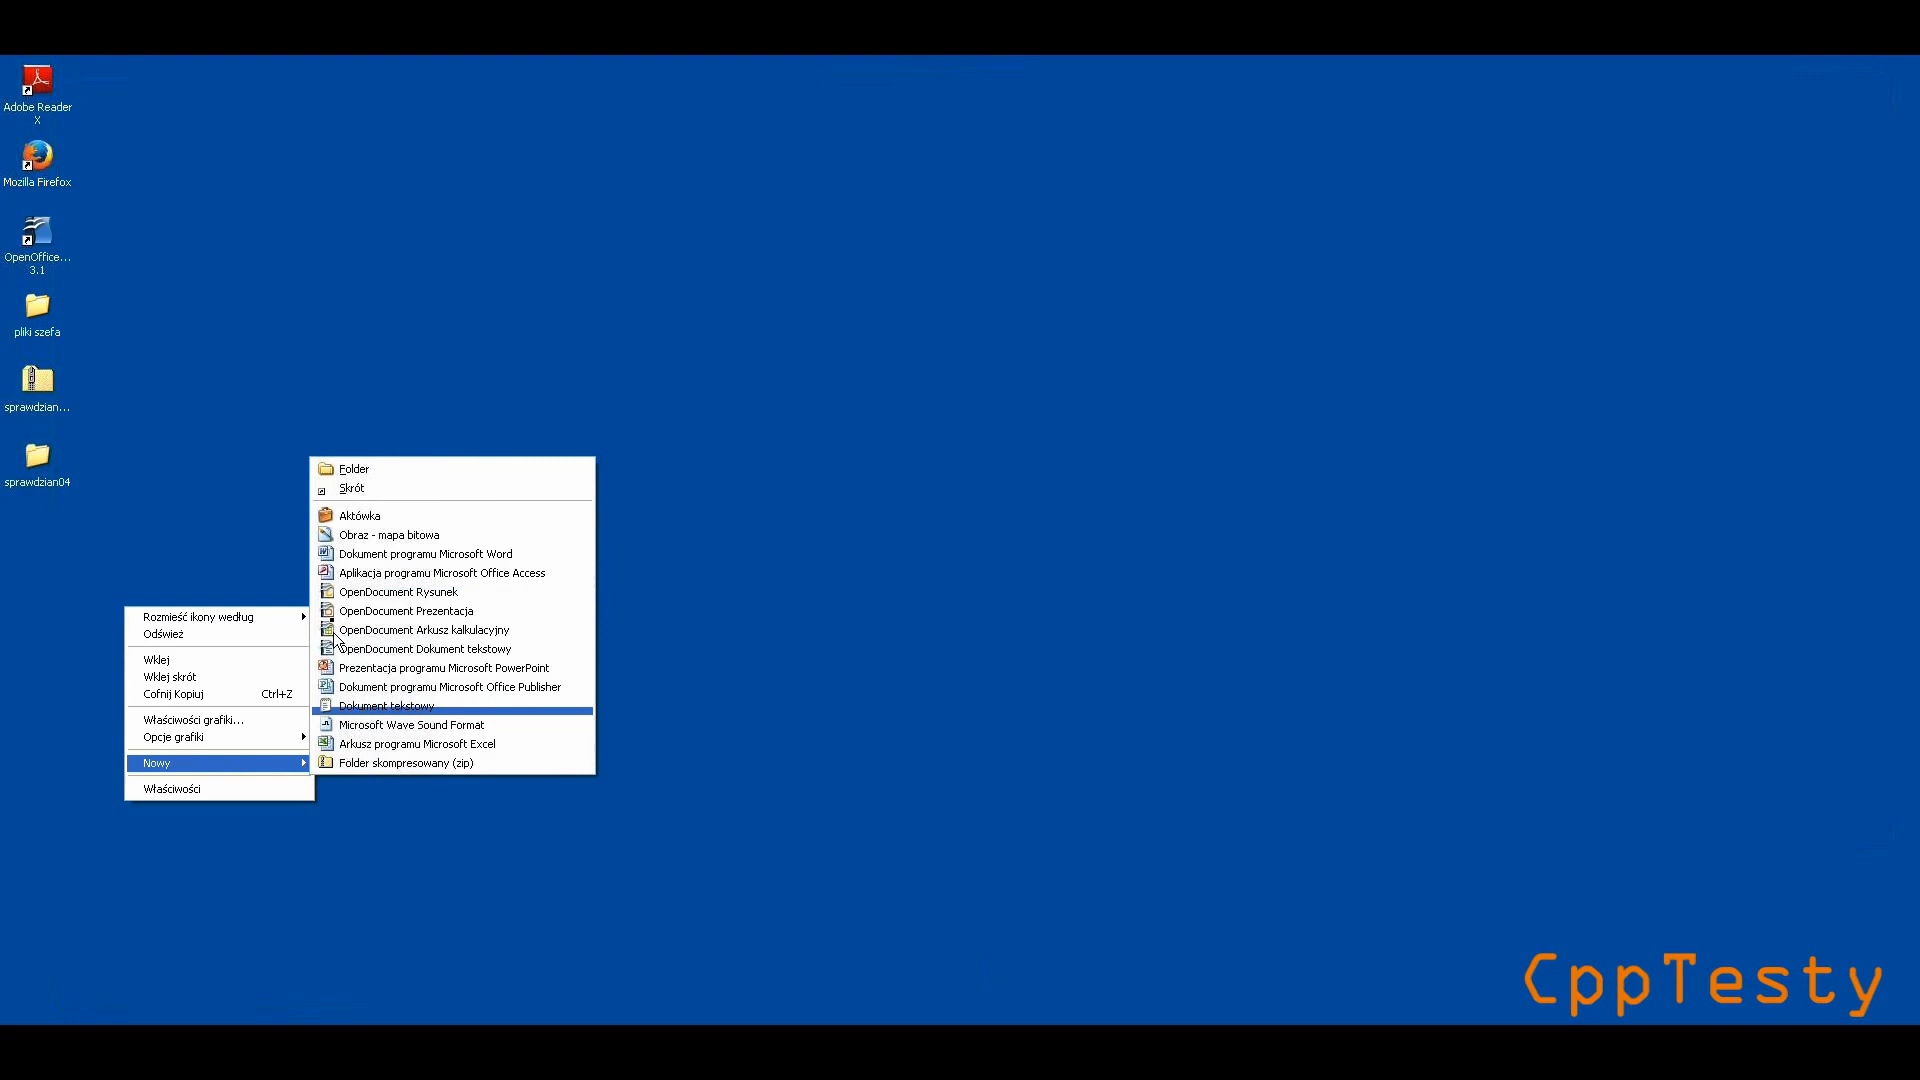 Adobe Reader
X
Mozilla Firefox
OpenOffice...
3.1
pliki szefa
sprawdzian...
sprawdzian04
Rozmieść ikony według
Odśwież
Wklej
Wklej skrót
Cofnij Kopiuj Ctrl+Z
Właściwości grafiki...
Opcje grafiki
Nowy
Właściwości
Folder
Skrót
Aktówka
Obraz - mapa bitowa
Dokument programu Microsoft Word
Aplikacja programu Microsoft Office Access
OpenDocument Rysunek
OpenDocument Prezentacja
OpenDocument Arkusz kalkulacyjny
OpenDocument Dokument tekstowy
Prezentacja programu Microsoft PowerPoint
Dokument programu Microsoft Office Publisher
Dokument tekstowy
Microsoft Wave Sound Format
Arkusz programu Microsoft Excel
Folder skompresowany (zip)
CppTesty